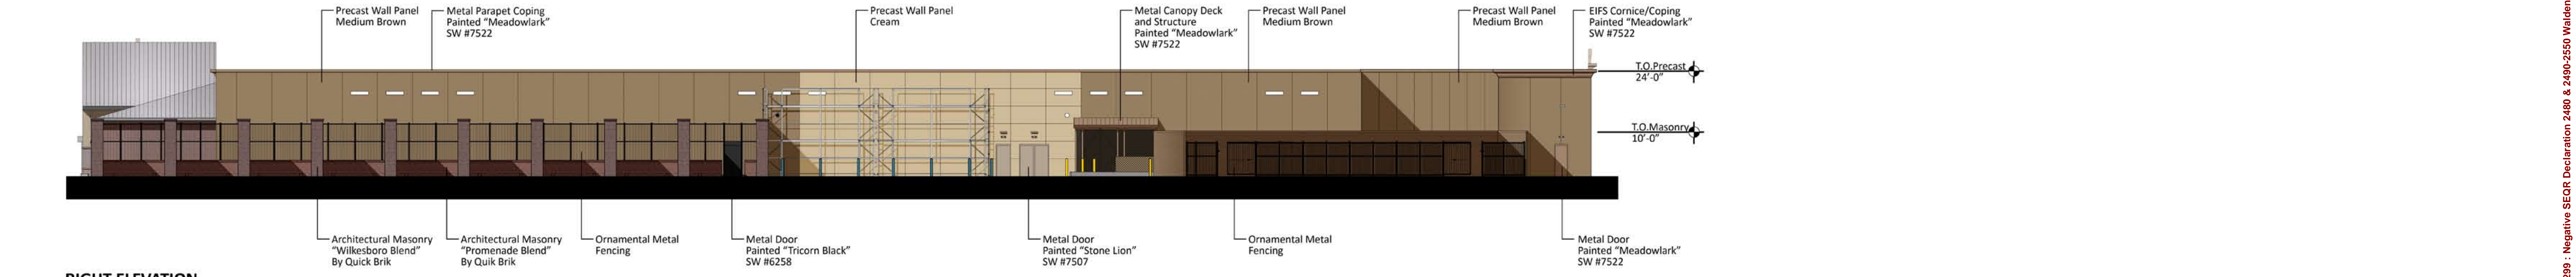 Precast Wall Panel
Medium Brown
Metal Parapet Coping
Painted “Meadowlark”
SW #7522
Precast Wall Panel
Cream
Metal Canopy Deck
and Structure
Painted “Meadowlark”
SW #7522
Precast Wall Panel
Medium Brown
Precast Wall Panel
Medium Brown
EIFS Cornice/Coping
Painted “Meadowlark”
SW #7522
T.O.Precast
24’-0”
T.O.Masonry
10’-0”
Architectural Masonry
“Wilkesboro Blend”
By Quick Brik
Architectural Masonry
“Promenade Blend”
By Quik Brik
Ornamental Metal
Fencing
Metal Door
Painted “Tricorn Black”
SW #6258
Metal Door
Painted “Stone Lion”
SW #7507
Ornamental Metal
Fencing
Metal Door
Painted “Meadowlark”
SW #7522
RIGHT ELEVATION
299 : Negative SEQR Declaration 2480 & 2490-2550 Walden